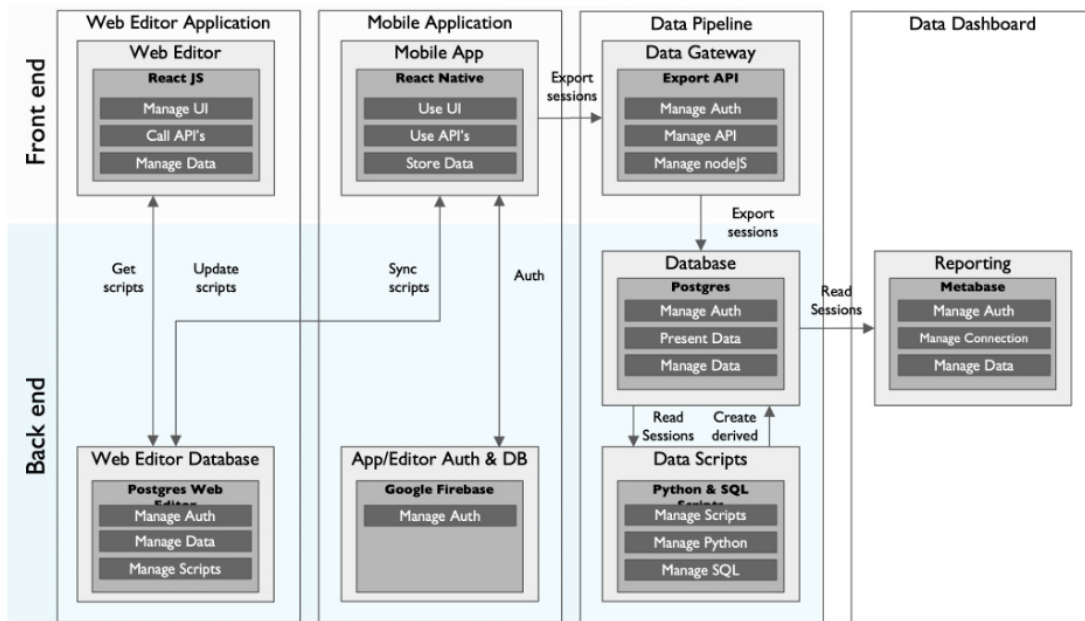 Web Editor Application
Mobile Application
Data Pipeline
Data Dashboard
Front end
Web Editor
React JS
Manage UI
Call API's
Manage Data
Mobile App
React Native
Use UI
Use API's
Store Data
Export
sessions
Data Gateway
Export API
Manage Auth
Manage API
Manage nodeJS
Get
scripts
Update
scripts
Sync
scripts
Auth
Export
sessions
Back end
Database
Postgres
Manage Auth
Present Data
Manage Data
Read
Sessions
Reporting
Metabase
Manage Auth
Manage Connection
Manage Data
Read
Sessions
Create
derived
Web Editor Database
Postgres Web
Editor
Manage Auth
Manage Data
Manage Scripts
App/Editor Auth & DB
Google Firebase
Manage Auth
Data Scripts
Python & SQL
Scripts
Manage Scripts
Manage Python
Manage SQL